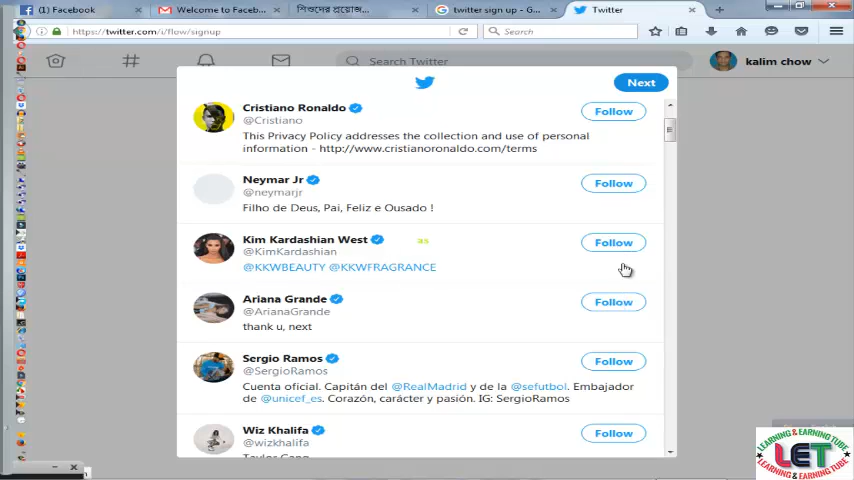 (1) Facebook
Welcome to Faceb...
শিশুদের প্রয়োজ...
twitter sign up - G...
Twitter
https://twitter.com/i/flow/signup
Search
Search Twitter
kalim chow
Next
Cristiano Ronaldo
@Cristiano
Follow
This Privacy Policy addresses the collection and use of personal
information - http://www.cristianoronaldo.com/terms
Neymar Jr
@neymarjr
Follow
Filho de Deus, Pai, Feliz e Ousado !
Kim Kardashian West
as
@KimKardashian
Follow
@KKWBEAUTY @KKWFRAGRANCE
Ariana Grande
@ArianaGrande
Follow
thank u, next
Sergio Ramos
@SergioRamos
Follow
Cuenta oficial. Capitán del @RealMadrid y de la @sefutbol. Embajador
de @unicef_es. Corazón, carácter y pasión. IG: SergioRamos
Wiz Khalifa
@wizkhalifa
Follow
Taylor Gang
LEARNING & EARNING TUBE
LET
LEARNING & EARNING TUBE